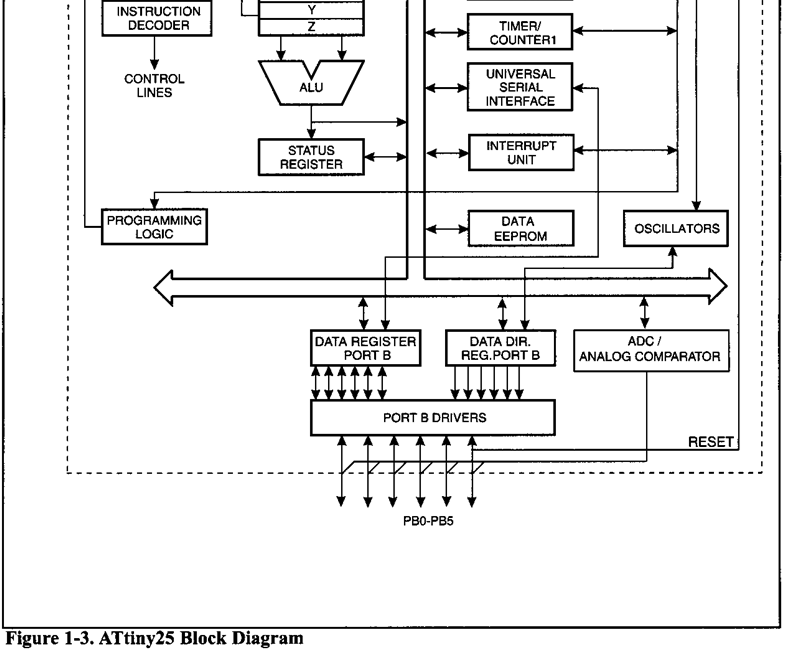 INSTRUCTION
DECODER
CONTROL
LINES
Y
Z
ALU
STATUS
REGISTER
PROGRAMMING
LOGIC
TIMER/
COUNTER1
UNIVERSAL
SERIAL
INTERFACE
INTERRUPT
UNIT
DATA
EEPROM
OSCILLATORS
DATA REGISTER
PORT B
DATA DIR.
REG.PORT B
ADC /
ANALOG COMPARATOR
PORT B DRIVERS
RESET
PB0-PB5
Figure 1-3. ATtiny25 Block Diagram